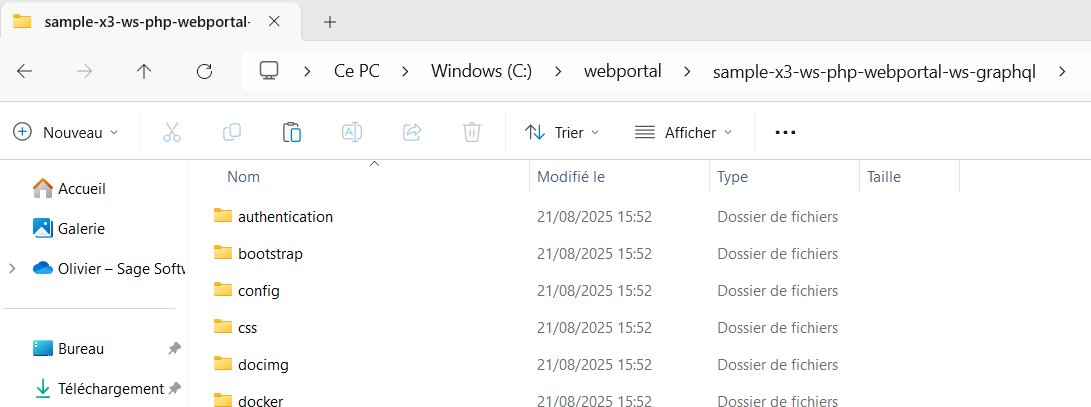 sample-x3-ws-php-webportal-
Ce PC > Windows (C:) > webportal > sample-x3-ws-php-webportal-ws-graphql >
Nouveau Trier Afficher
Nom Modifié le Type Taille
Accueil
Galerie
Olivier – Sage Softw
Bureau
Téléchargement
authentication 21/08/2025 15:52 Dossier de fichiers
bootstrap 21/08/2025 15:52 Dossier de fichiers
config 21/08/2025 15:52 Dossier de fichiers
css 21/08/2025 15:52 Dossier de fichiers
docimg 21/08/2025 15:52 Dossier de fichiers
docker 21/08/2025 15:52 Dossier de fichiers